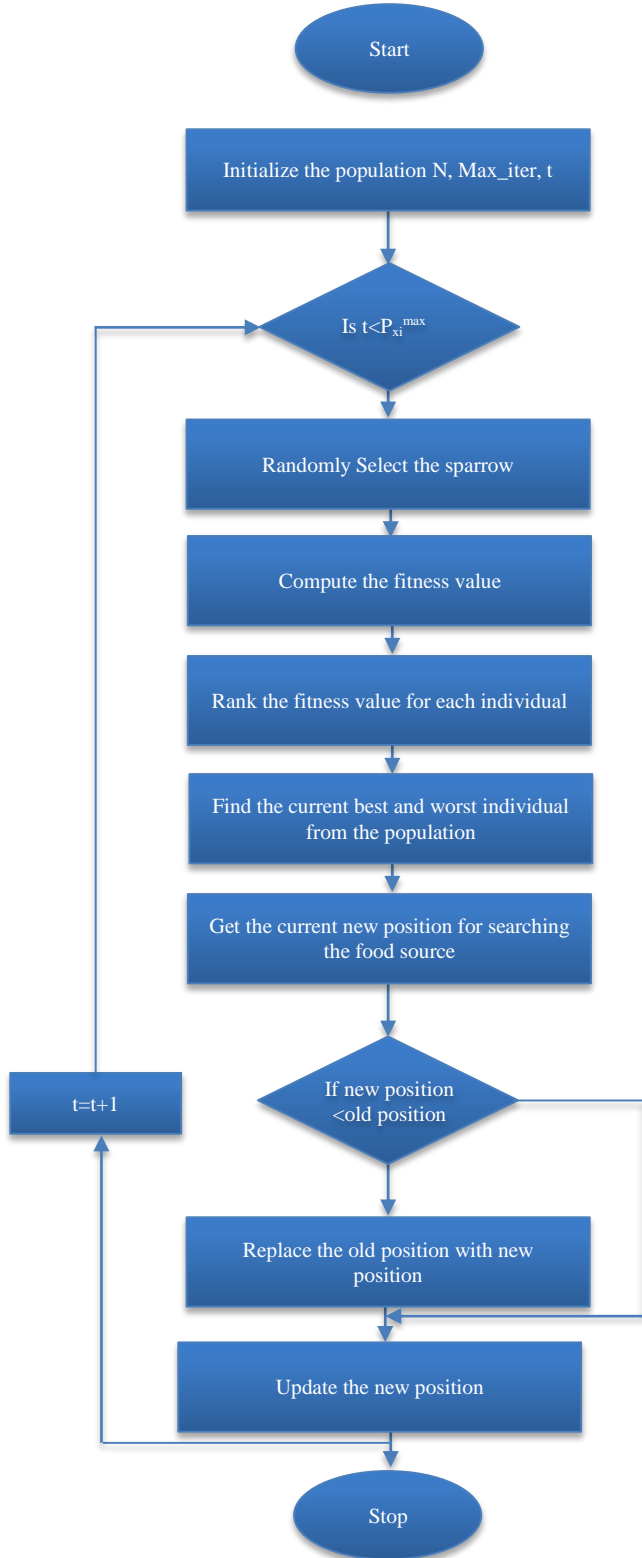 Start
Initialize the population N, Max_iter, t
Is t<P_xi^max
Randomly Select the sparrow
Compute the fitness value
Rank the fitness value for each individual
Find the current best and worst individual
from the population
Get the current new position for searching
the food source
If new position
<old position
t=t+1
Replace the old position with new
position
Update the new position
Stop